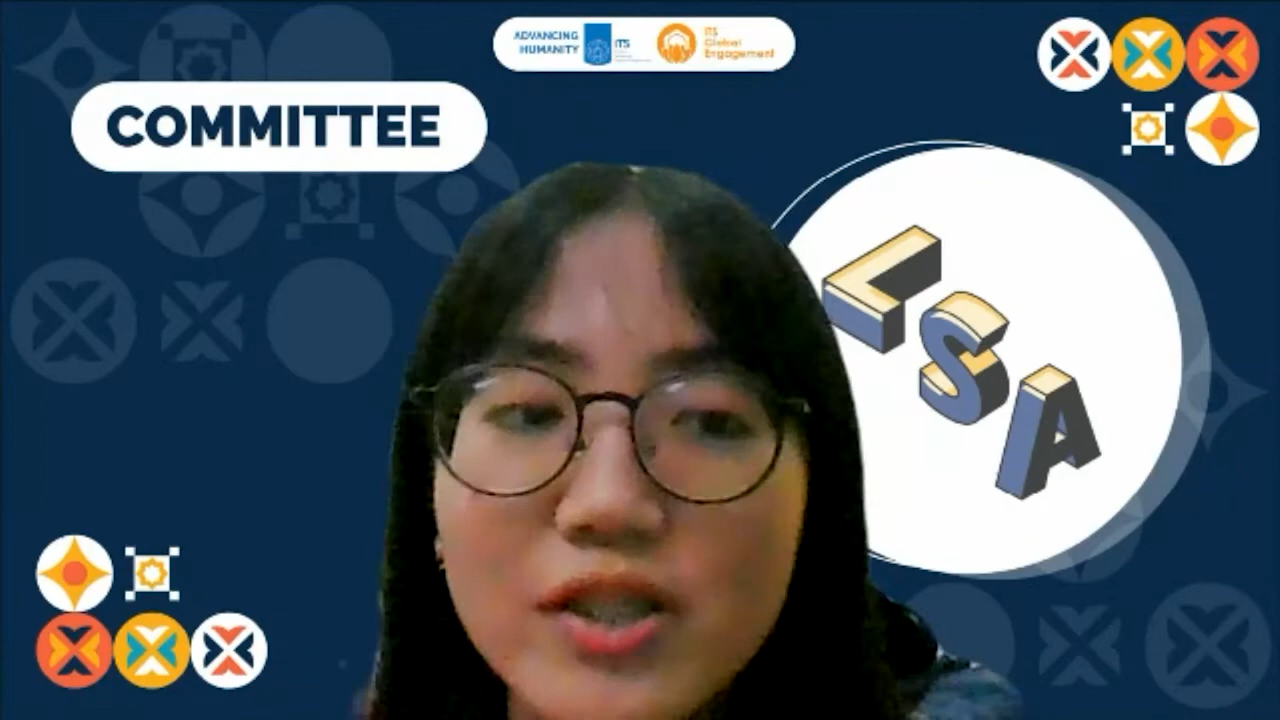 ADVANCING
HUMANITY
ITS
ITS
Global
Engagement
COMMITTEE
LSA